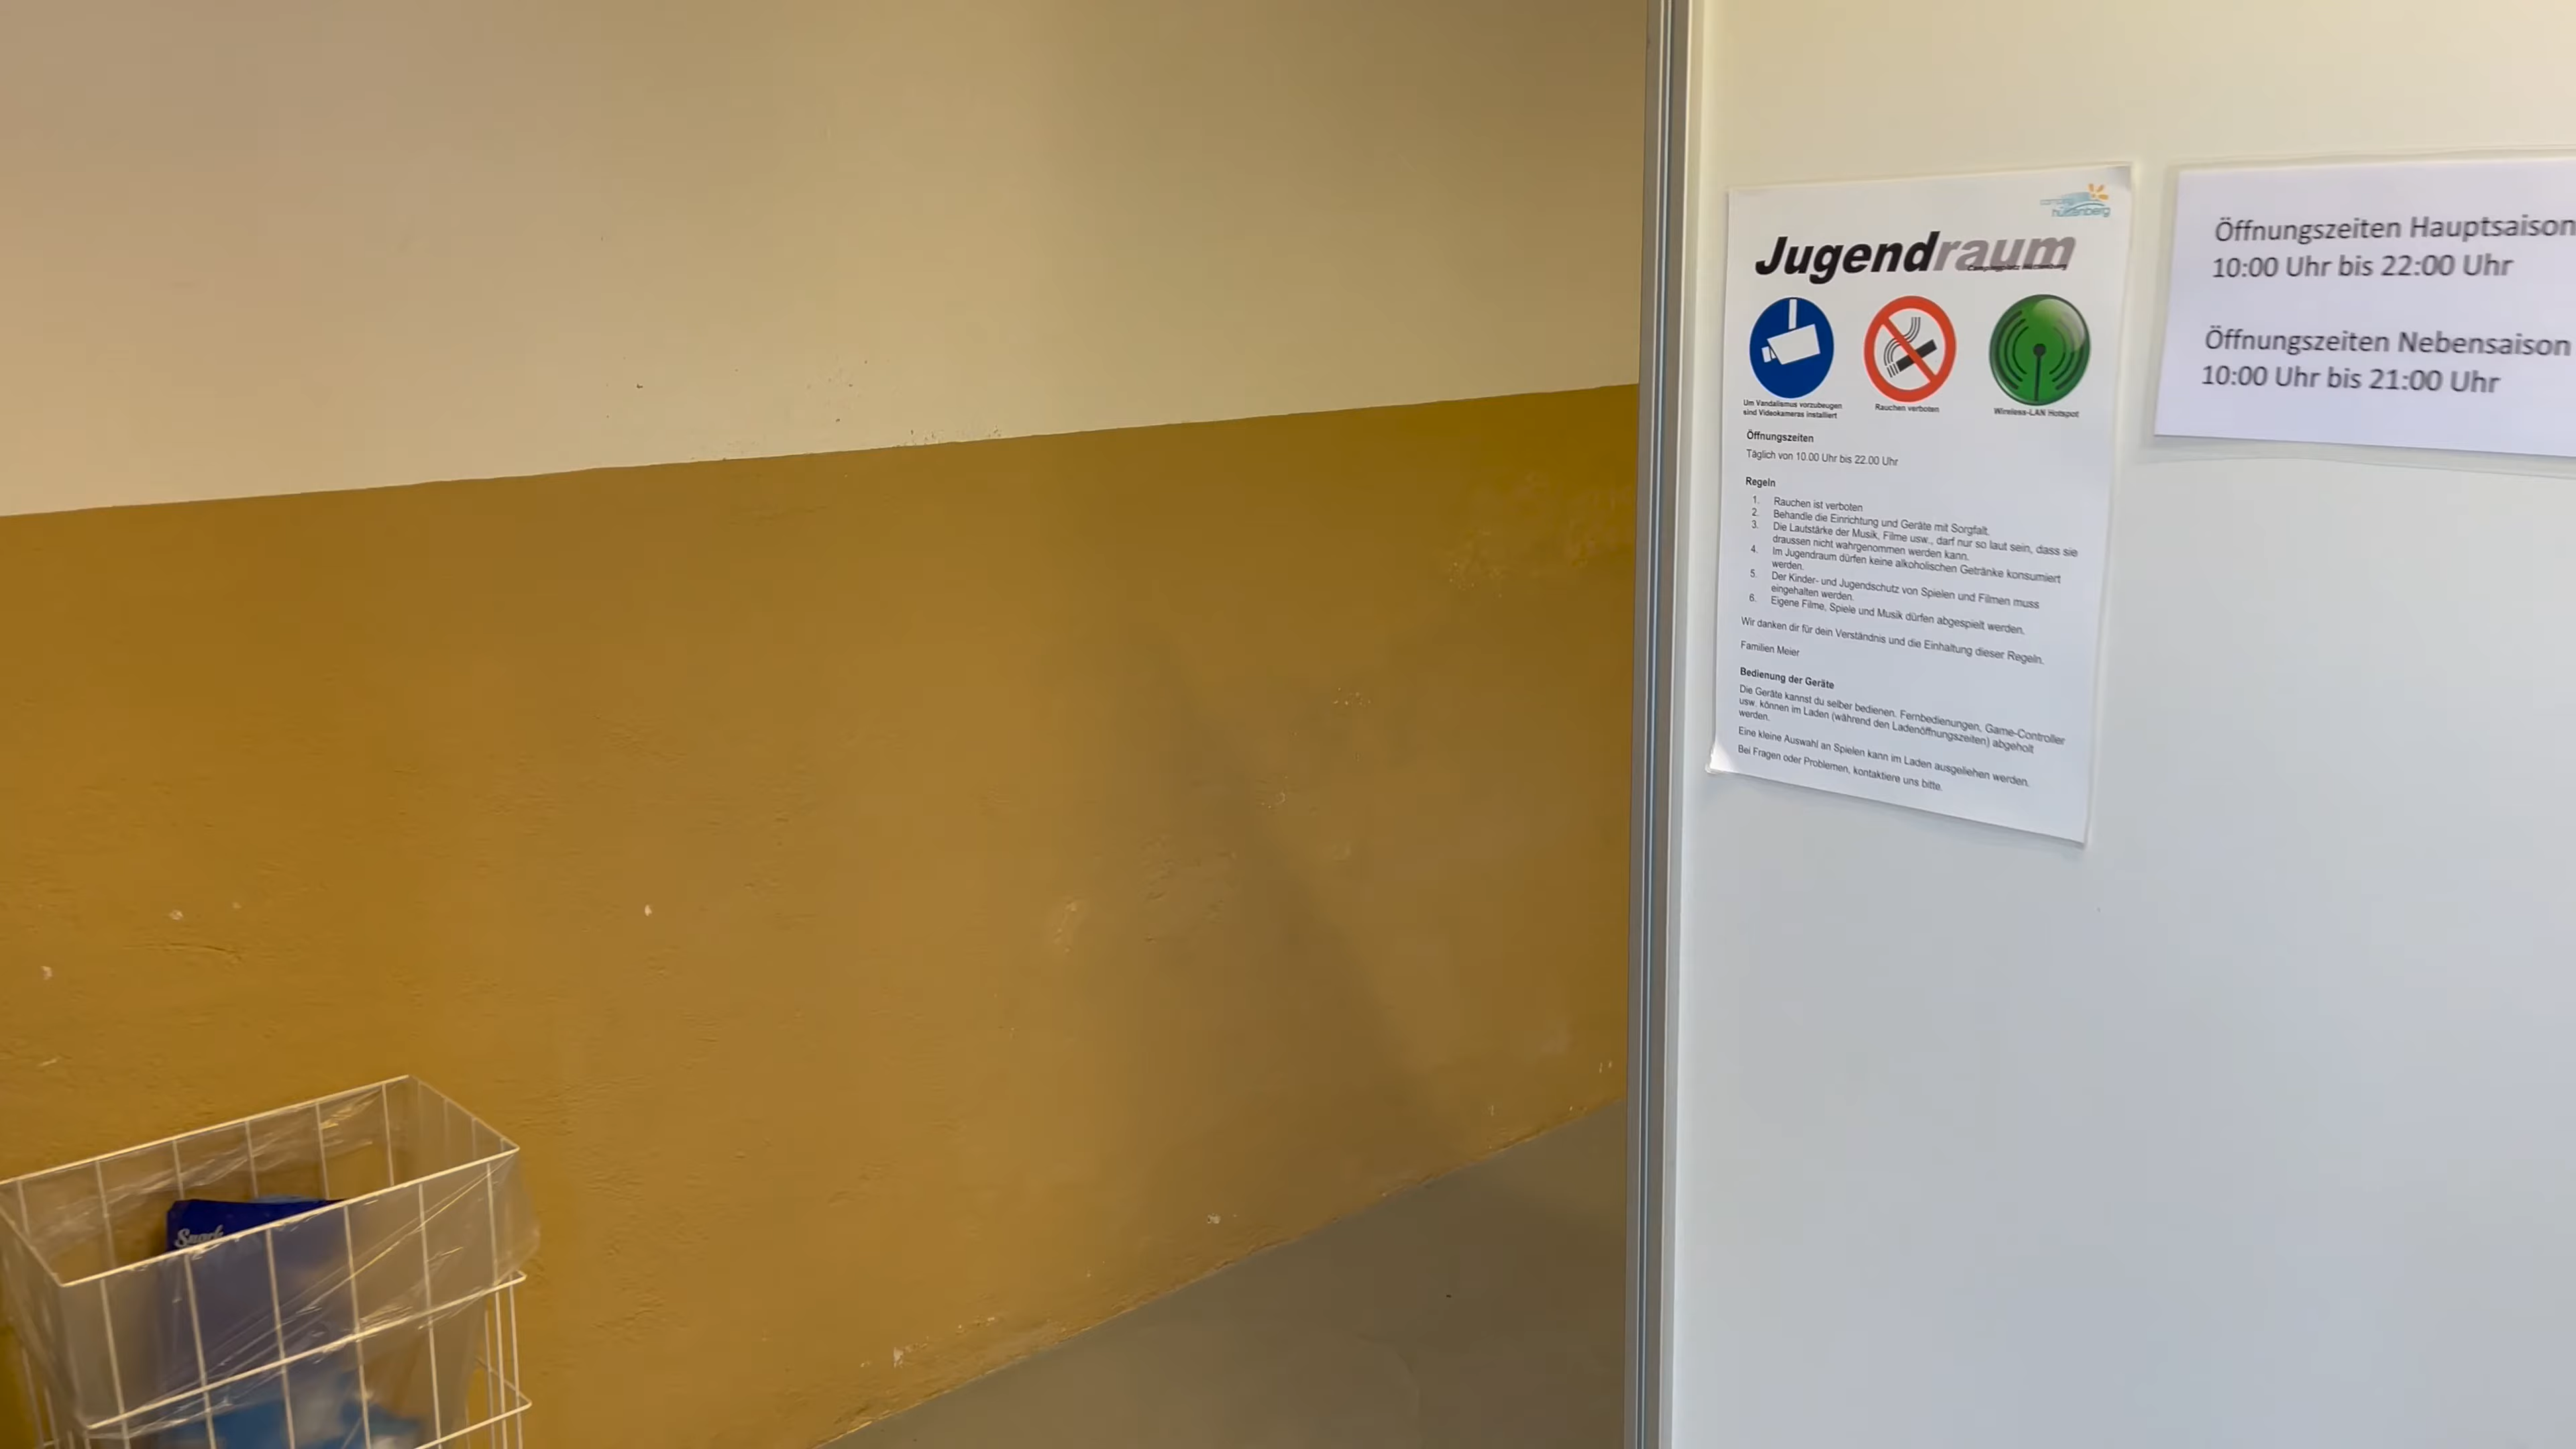 camping
hüttenberg
Jugendraum
Campingplatz Hüttenberg
Um Vandalismus vorzubeugen
sind Videokameras installiert
Rauchen verboten
Wireless-LAN Hotspot
Öffnungszeiten
Täglich von 10.00 Uhr bis 22.00 Uhr
Regeln
1. Rauchen ist verboten
2. Behandle die Einrichtung und Geräte mit Sorgfalt.
3. Die Lautstärke der Musik, Filme usw., darf nur so laut sein, dass sie
draussen nicht wahrgenommen werden kann.
4. Im Jugendraum dürfen keine alkoholischen Getränke konsumiert
werden.
5. Der Kinder- und Jugendschutz von Spielen und Filmen muss
eingehalten werden.
6. Eigene Filme, Spiele und Musik dürfen abgespielt werden.
Wir danken dir für dein Verständnis und die Einhaltung dieser Regeln.
Familien Meier
Bedienung der Geräte
Die Geräte kannst du selber bedienen. Fernbedienungen, Game-Controller
usw. können im Laden (während den Ladenöffnungszeiten) abgeholt
werden.
Eine kleine Auswahl an Spielen kann im Laden ausgeliehen werden.
Bei Fragen oder Problemen, kontaktiere uns bitte.
Öffnungszeiten Hauptsaison
10:00 Uhr bis 22:00 Uhr
Öffnungszeiten Nebensaison
10:00 Uhr bis 21:00 Uhr